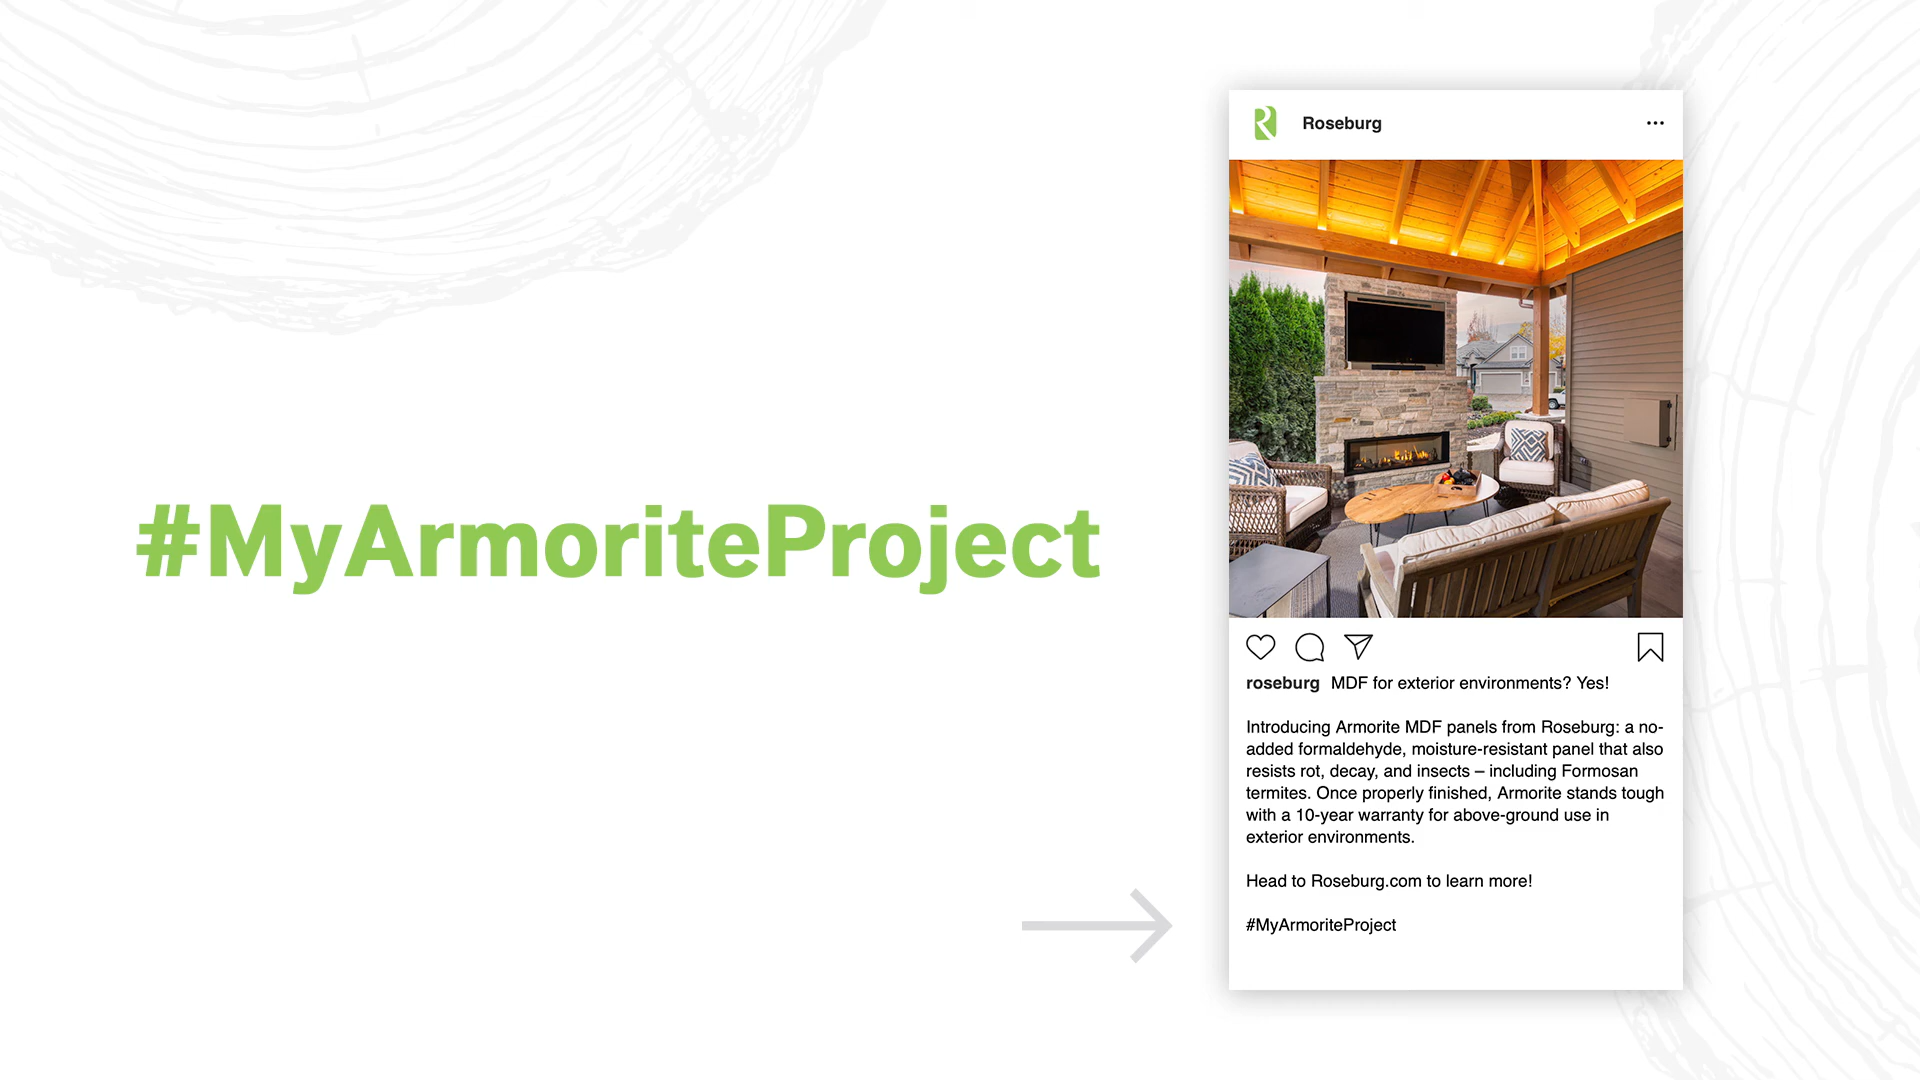 #MyArmoriteProject
Roseburg
roseburg MDF for exterior environments? Yes!
Introducing Armorite MDF panels from Roseburg: a no-
added formaldehyde, moisture-resistant panel that also
resists rot, decay, and insects – including Formosan
termites. Once properly finished, Armorite stands tough
with a 10-year warranty for above-ground use in
exterior environments.
Head to Roseburg.com to learn more!
#MyArmoriteProject